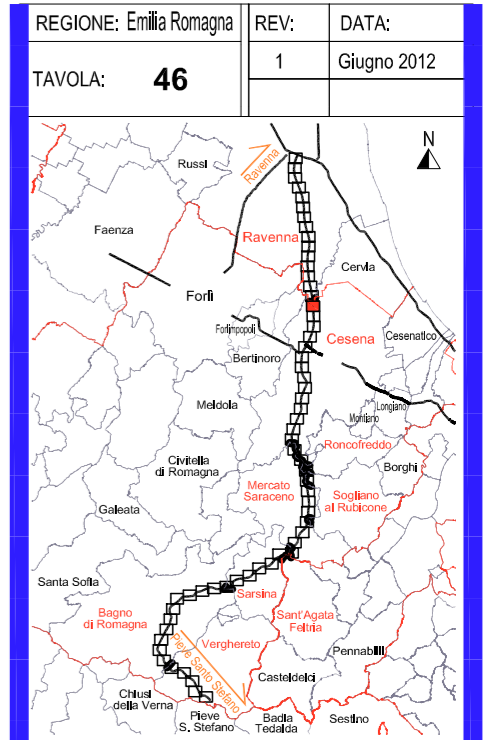 REGIONE: Emilia Romagna
REV:
DATA:
TAVOLA: 46
1
Giugno 2012
N
Russi
Ravenna
Faenza
Ravenna
Cervia
Forlì
Forlimpopoli
Cesena
Cesenatico
Bertinoro
Meldola
Longiano
Montiano
Roncofreddo
Civitella
di Romagna
Borghi
Mercato
Saraceno
Sogliano
al Rubicone
Galeata
Santa Sofia
Sarsina
Bagno
di Romagna
Sant'Agata
Feltria
Verghereto
Pieve Santo Stefano
Pennabilli
Casteldelci
Chiusi
della Verna
Pieve
S. Stefano
Badia
Tedalda
Sestino